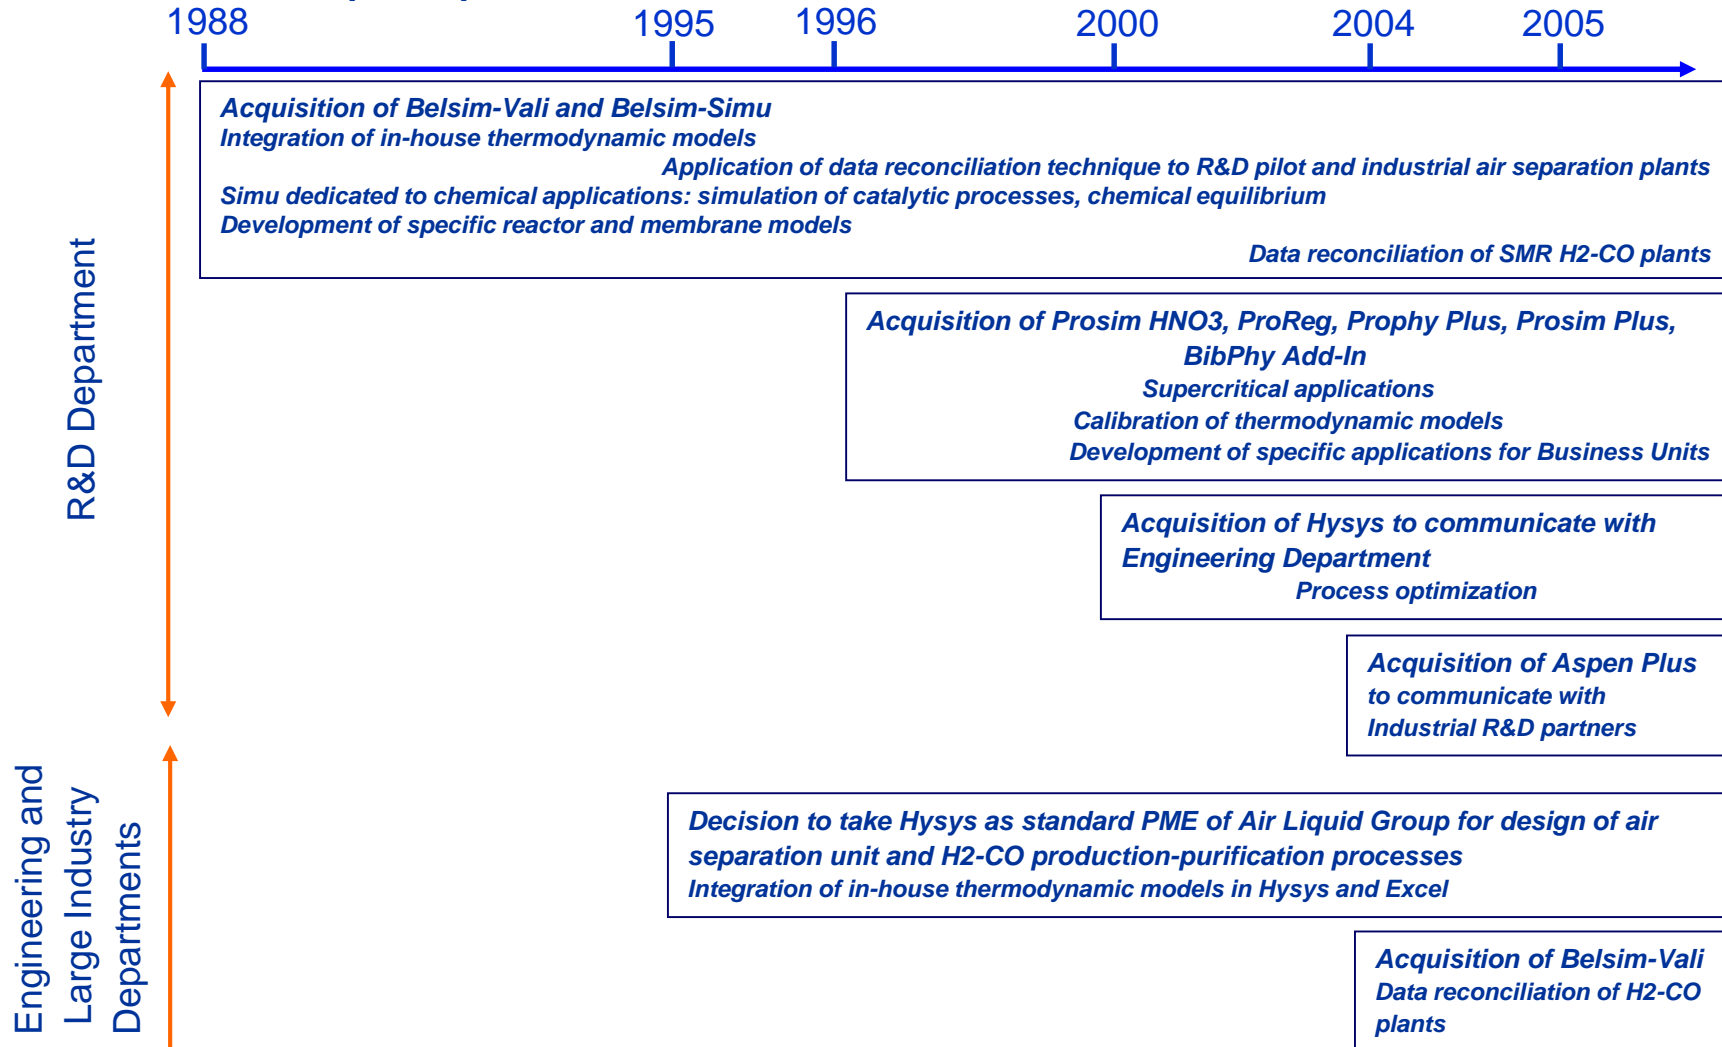 1988 1995 1996 2000 2004 2005
R&D Department
Acquisition of Belsim-Vali and Belsim-Simu
Integration of in-house thermodynamic models
Application of data reconciliation technique to R&D pilot and industrial air separation plants
Simu dedicated to chemical applications: simulation of catalytic processes, chemical equilibrium
Development of specific reactor and membrane models
Data reconciliation of SMR H2-CO plants
Acquisition of Prosim HNO3, ProReg, Prophy Plus, Prosim Plus,
BibPhy Add-In
Supercritical applications
Calibration of thermodynamic models
Development of specific applications for Business Units
Acquisition of Hysys to communicate with
Engineering Department
Process optimization
Acquisition of Aspen Plus
to communicate with
Industrial R&D partners
Engineering and
Large Industry
Departments
Decision to take Hysys as standard PME of Air Liquid Group for design of air
separation unit and H2-CO production-purification processes
Integration of in-house thermodynamic models in Hysys and Excel
Acquisition of Belsim-Vali
Data reconciliation of H2-CO
plants